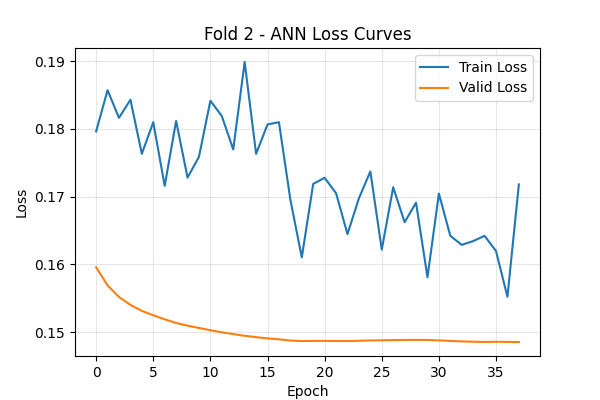 Fold 2 - ANN Loss Curves
Train Loss
Valid Loss
0.19
0.18
0.17
0.16
0.15
Loss
0 5 10 15 20 25 30 35
Epoch